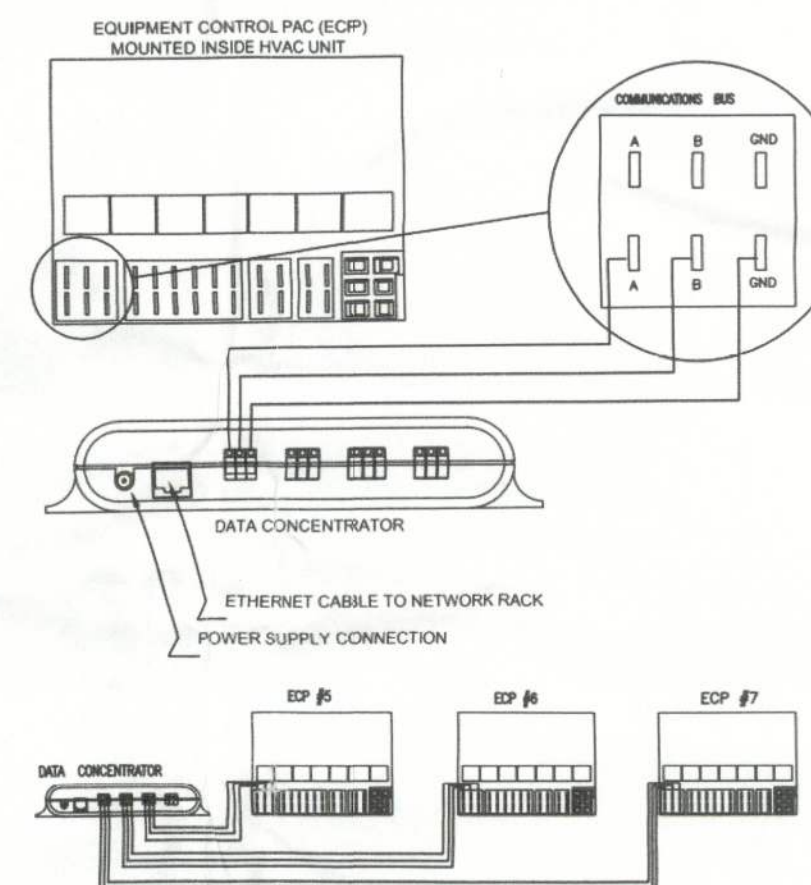 EQUIPMENT CONTROL PAC (ECP)
MOUNTED INSIDE HVAC UNIT
COMMUNICATIONS BUS
A B GND
A B GND
DATA CONCENTRATOR
ETHERNET CABLE TO NETWORK RACK
POWER SUPPLY CONNECTION
ECP #5 ECP #6 ECP #7
DATA CONCENTRATOR